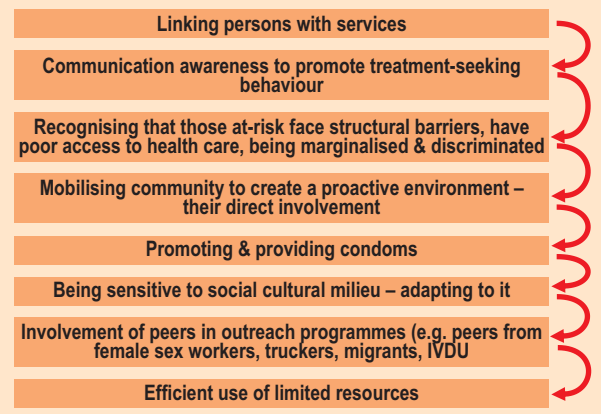 Linking persons with services
Communication awareness to promote treatment-seeking
behaviour
Recognising that those at-risk face structural barriers, have
poor access to health care, being marginalised & discriminated
Mobilising community to create a proactive environment –
their direct involvement
Promoting & providing condoms
Being sensitive to social cultural milieu – adapting to it
Involvement of peers in outreach programmes (e.g. peers from
female sex workers, truckers, migrants, IVDU
Efficient use of limited resources